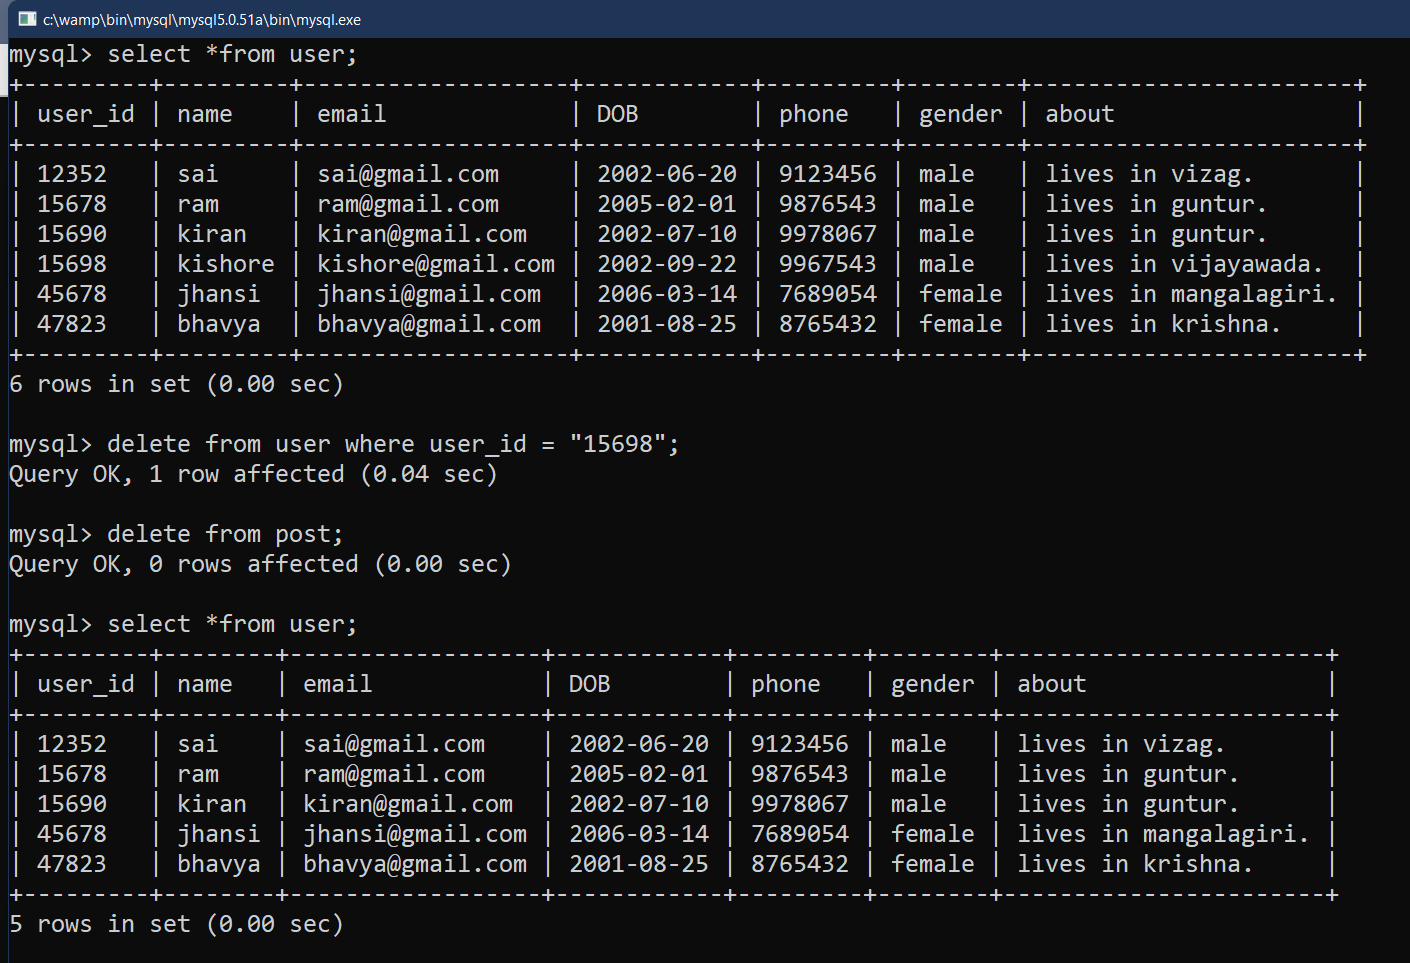 c:\wamp\bin\mysql\mysql5.0.51a\bin\mysql.exe
mysql> select *from user;
+---------+---------+-------------------+------------+---------+--------+-----------------------+
| user_id | name    | email             | DOB        | phone   | gender | about                 |
+---------+---------+-------------------+------------+---------+--------+-----------------------+
| 12352   | sai     | sai@gmail.com     | 2002-06-20 | 9123456 | male   | lives in vizag.       |
| 15678   | ram     | ram@gmail.com     | 2005-02-01 | 9876543 | male   | lives in guntur.      |
| 15690   | kiran   | kiran@gmail.com   | 2002-07-10 | 9978067 | male   | lives in guntur.      |
| 15698   | kishore | kishore@gmail.com | 2002-09-22 | 9967543 | male   | lives in vijayawada.  |
| 45678   | jhansi  | jhansi@gmail.com  | 2006-03-14 | 7689054 | female | lives in mangalagiri. |
| 47823   | bhavya  | bhavya@gmail.com  | 2001-08-25 | 8765432 | female | lives in krishna.     |
+---------+---------+-------------------+------------+---------+--------+-----------------------+
6 rows in set (0.00 sec)
mysql> delete from user where user_id = "15698";
Query OK, 1 row affected (0.04 sec)
mysql> delete from post;
Query OK, 0 rows affected (0.00 sec)
mysql> select *from user;
+---------+--------+------------------+------------+---------+--------+-----------------------+
| user_id | name   | email            | DOB        | phone   | gender | about                 |
+---------+--------+------------------+------------+---------+--------+-----------------------+
| 12352   | sai    | sai@gmail.com    | 2002-06-20 | 9123456 | male   | lives in vizag.       |
| 15678   | ram    | ram@gmail.com    | 2005-02-01 | 9876543 | male   | lives in guntur.      |
| 15690   | kiran  | kiran@gmail.com  | 2002-07-10 | 9978067 | male   | lives in guntur.      |
| 45678   | jhansi | jhansi@gmail.com | 2006-03-14 | 7689054 | female | lives in mangalagiri. |
| 47823   | bhavya | bhavya@gmail.com | 2001-08-25 | 8765432 | female | lives in krishna.     |
+---------+--------+------------------+------------+---------+--------+-----------------------+
5 rows in set (0.00 sec)